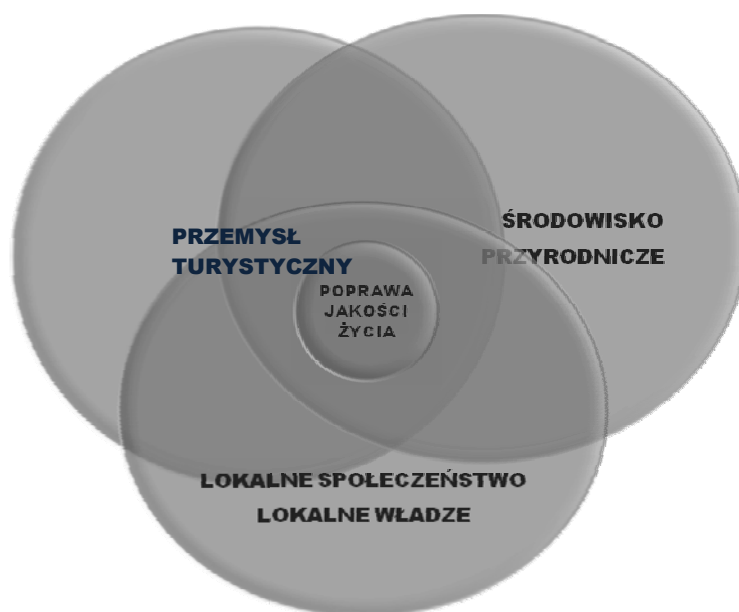 PRZEMYSŁ
TURYSTYCZNY
ŚRODOWISKO
PRZYRODNICZE
POPRAWA
JAKOŚCI
ŻYCIA
LOKALNE SPOŁECZEŃSTWO
LOKALNE WŁADZE